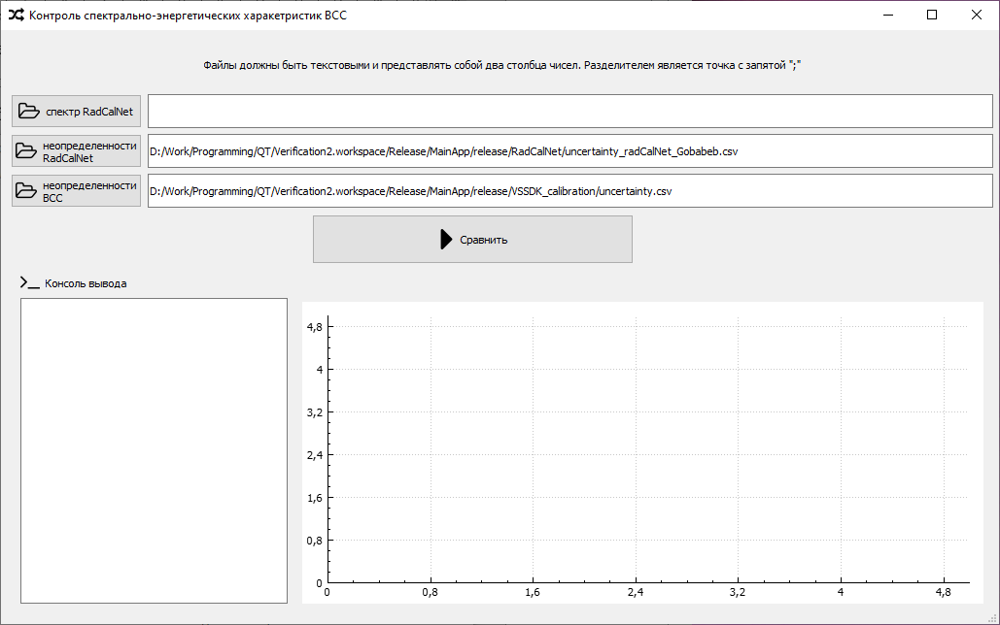 Контроль спектрально-энергетических характеристик ВСС
Файлы должны быть текстовыми и представлять собой два столбца чисел. Разделителем является точка с запятой ";"
спектр RadCalNet
неопределенности
RadCalNet
D:/Work/Programming/QT/Verification2.workspace/Release/MainApp/release/RadCalNet/uncertainty_radCalNet_Gobabeb.csv
неопределенности
ВСС
D:/Work/Programming/QT/Verification2.workspace/Release/MainApp/release/VSSDK_calibration/uncertainty.csv
Сравнить
Консоль вывода
4,8
4
3,2
2,4
1,6
0,8
0
0 0,8 1,6 2,4 3,2 4 4,8